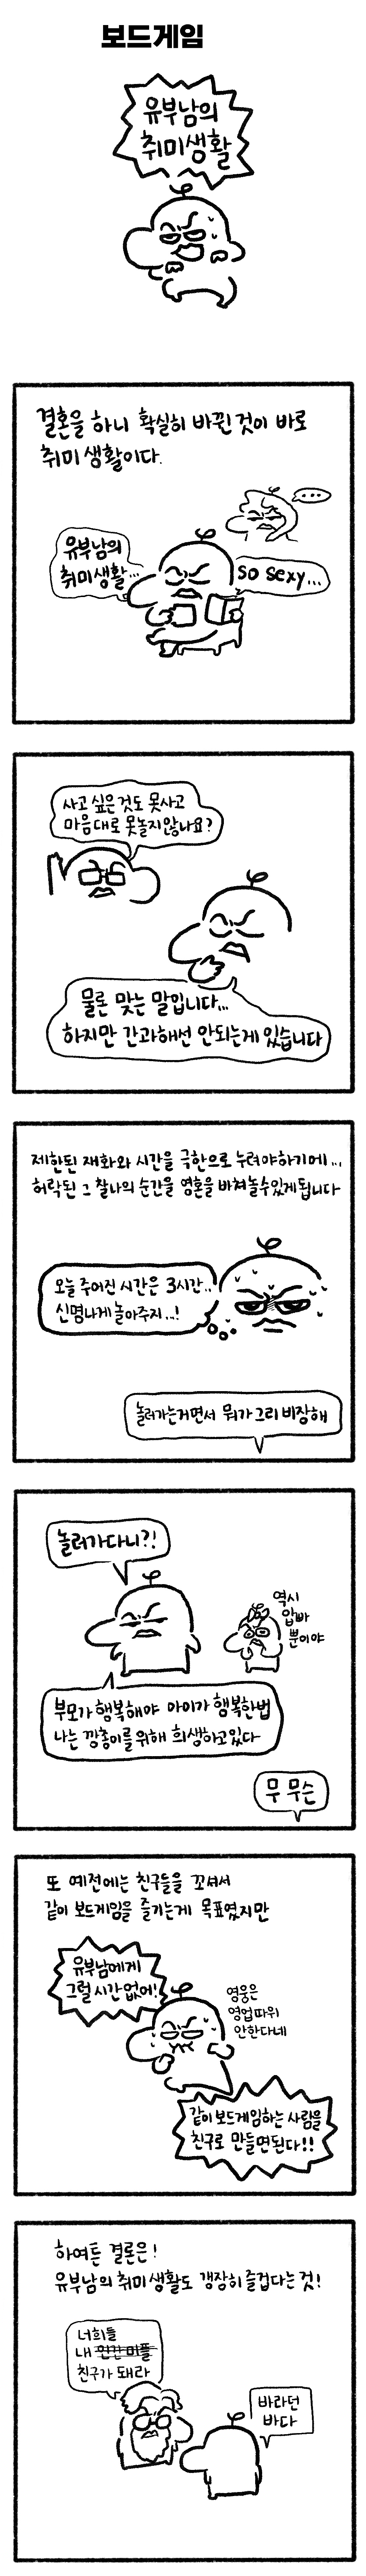 보드게임
유부남의
취미생활
결혼을 하니 확실히 바뀐 것이 바로
취미 생활이다.
...
유부남의
취미생활...
so sexy...
사고 싶은것도 못사고
마음대로 못놀지않나요?
물론 맞는 말입니다...
하지만 간과해선 안되는게 있습니다
제한된 재화와 시간을 극한으로 누려야하기에...
허락된 그 찰나의 순간을 영혼을 바쳐놀수있게됩니다
오늘 주어진 시간은 3시간..
신명나게 놀아주지..!
놀러가는거면서 뭐가그리 비장해
놀러가다니?!
역시
압빠
뿐이야
부모가 행복해야 아이가 행복한법
나는 깡총이를 위해 희생하고있다
무 무슨
또 예전에는 친구들을 꼬셔서
같이 보드게임을 즐기는게 목표였지만
유부남에게
그럴 시간없어!
영웅은
영업따위
안한다네
같이 보드게임하는 사람을
친구로 만들면된다!!
하여튼 결론은!
유부남의 취미 생활도 굉장히 즐겁다는 것!
너희들
내 인간 미플
친구가 돼라
바라던
바다